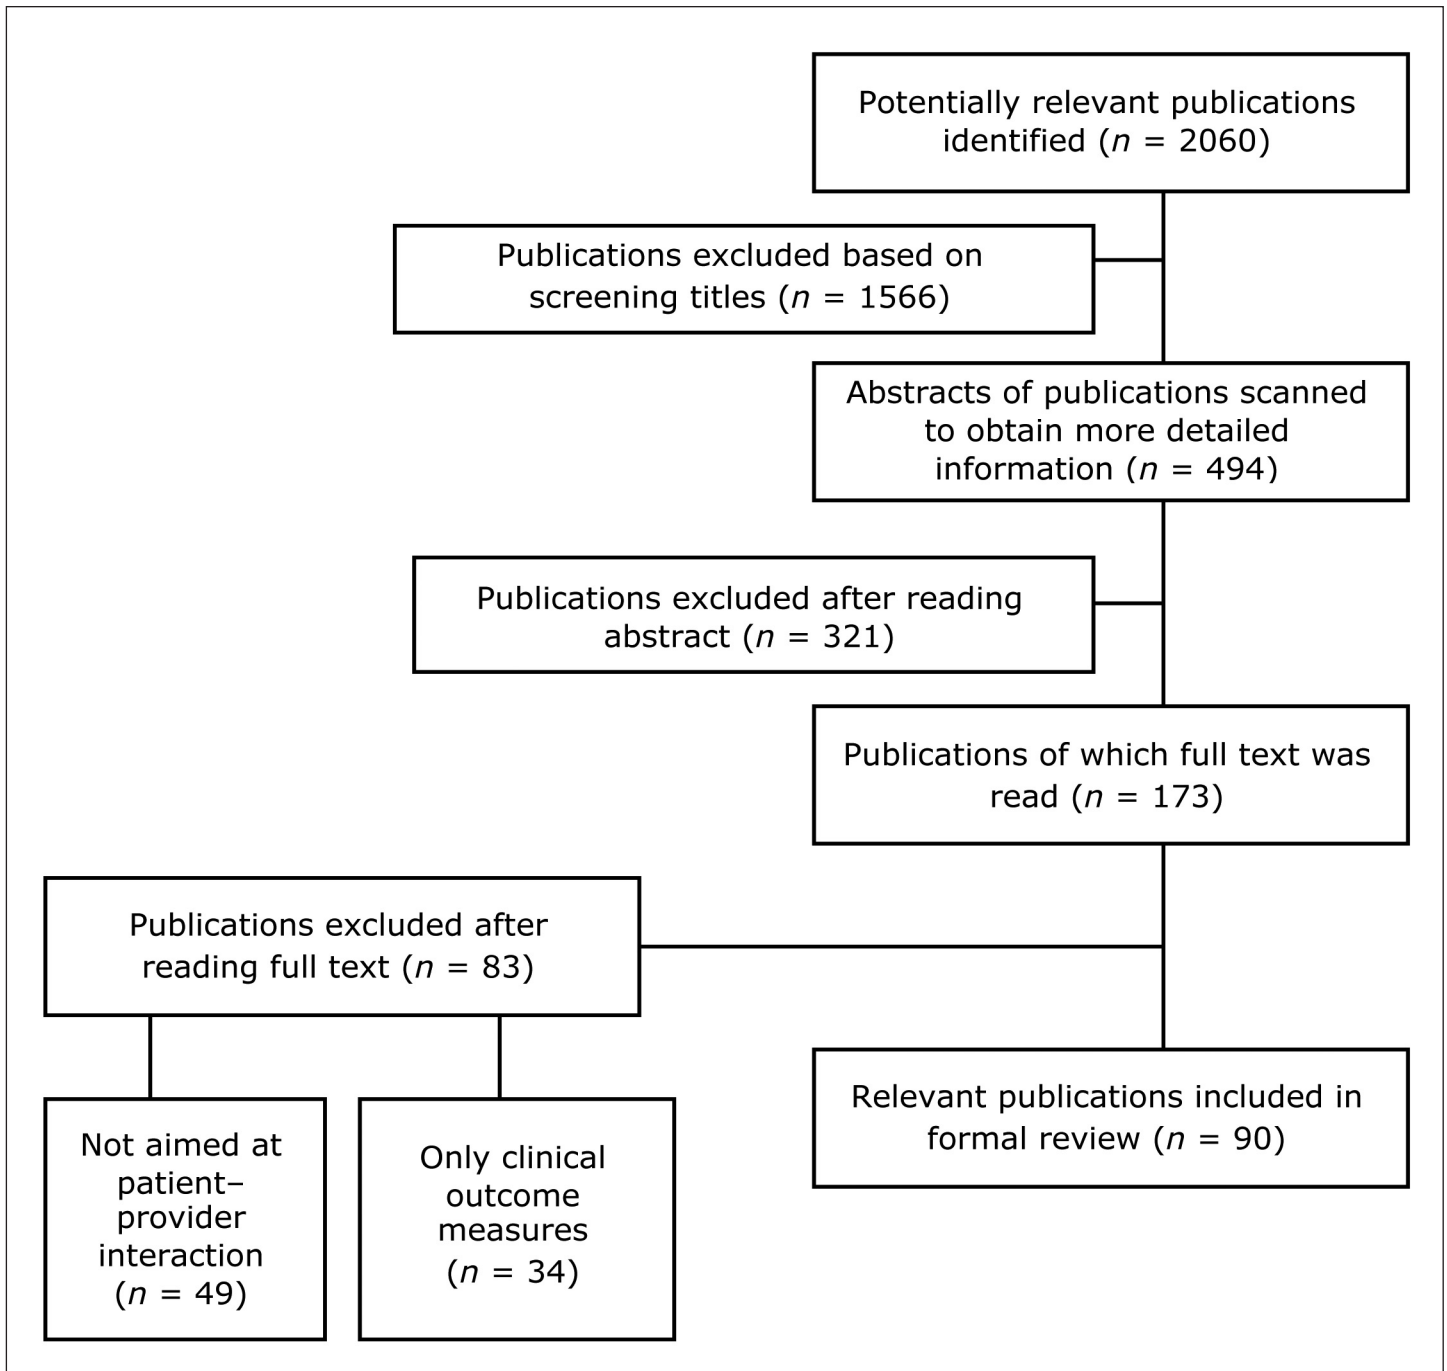 Potentially relevant publications
identified (n = 2060)
Publications excluded based on
screening titles (n = 1566)
Abstracts of publications scanned
to obtain more detailed
information (n = 494)
Publications excluded after reading
abstract (n = 321)
Publications of which full text was
read (n = 173)
Publications excluded after
reading full text (n = 83)
Not aimed at
patient–
provider
interaction
(n = 49)
Only clinical
outcome
measures
(n = 34)
Relevant publications included in
formal review (n = 90)